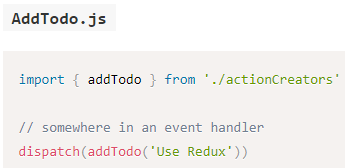 AddTodo.js
import { addTodo } from './actionCreators'
// somewhere in an event handler
dispatch(addTodo('Use Redux'))